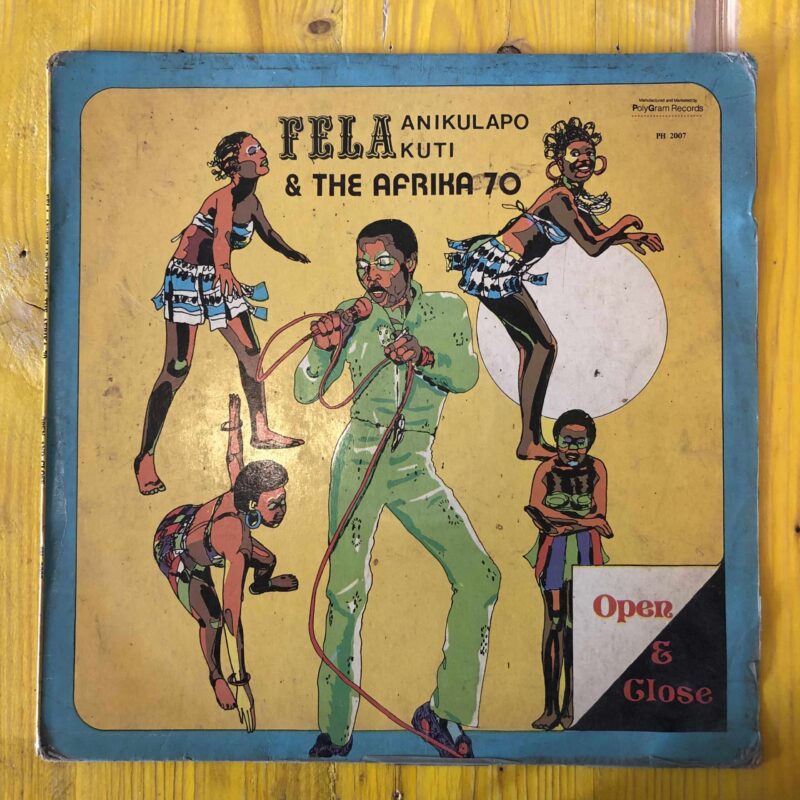 FELA ANIKULAPO
KUTI
& THE AFRIKA 70
Manufactured and Marketed by
PolyGram Records
PH 2007
Open
&
Close